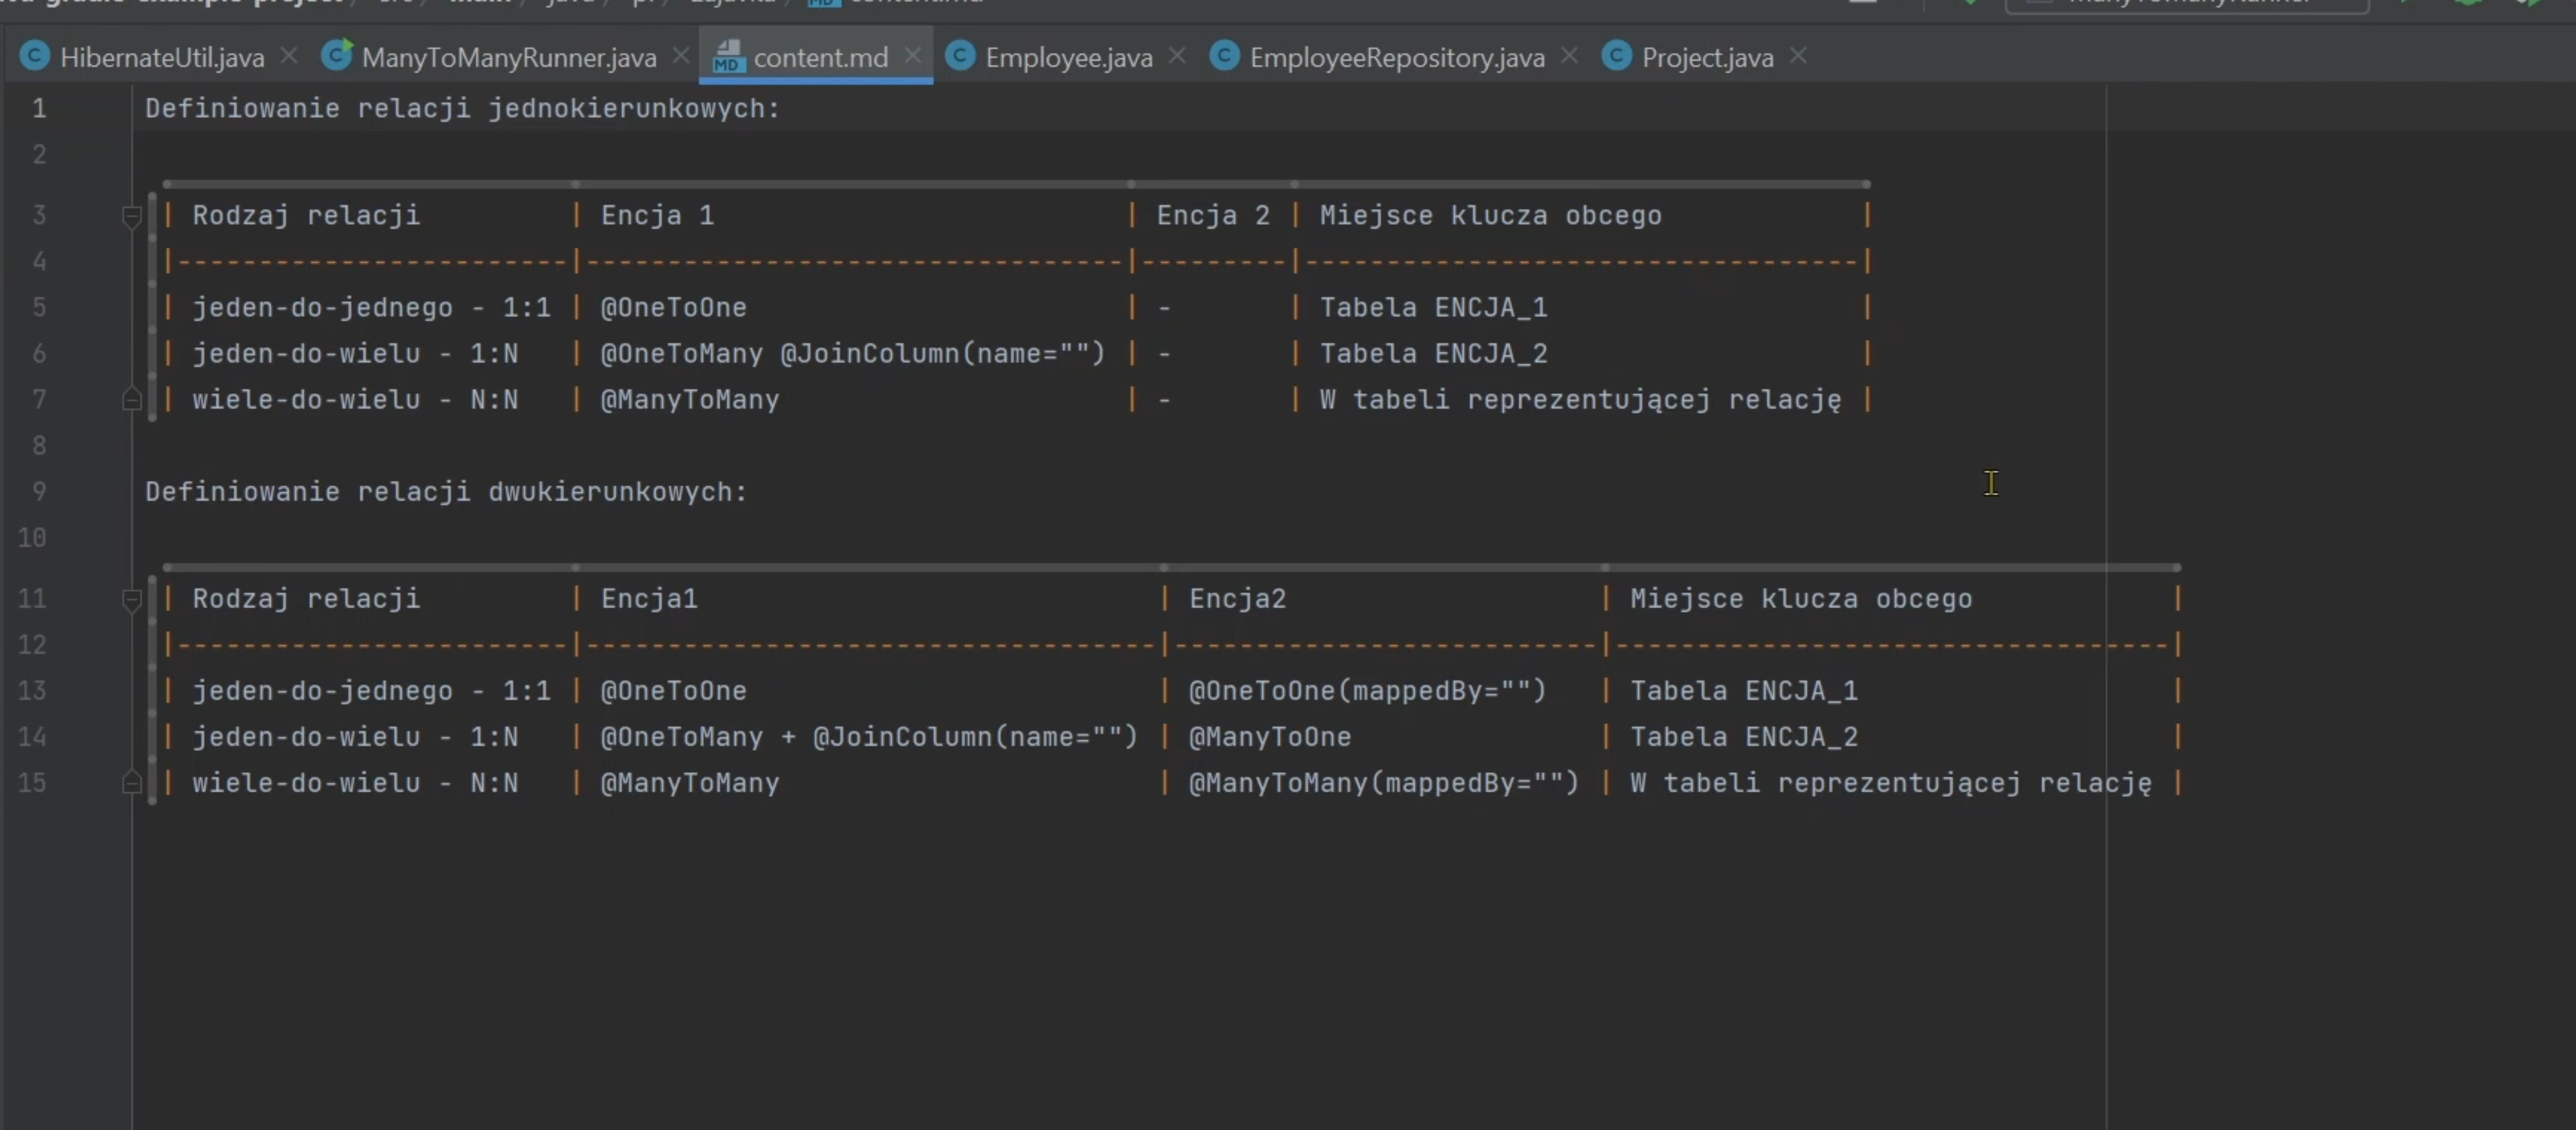 HibernateUtil.java ManyToManyRunner.java content.md Employee.java EmployeeRepository.java Project.java
1 Definiowanie relacji jednokierunkowych:
2
3 | Rodzaj relacji | Encja 1 | Encja 2 | Miejsce klucza obcego |
4 |------------------------|---------------------------------|---------|----------------------------------|
5 | jeden-do-jednego - 1:1 | @OneToOne | - | Tabela ENCJA_1 |
6 | jeden-do-wielu - 1:N | @OneToMany @JoinColumn(name="") | - | Tabela ENCJA_2 |
7 | wiele-do-wielu - N:N | @ManyToMany | - | W tabeli reprezentującej relację |
8
9 Definiowanie relacji dwukierunkowych:
10
11 | Rodzaj relacji | Encja1 | Encja2 | Miejsce klucza obcego |
12 |------------------------|-----------------------------------|--------------------------|----------------------------------|
13 | jeden-do-jednego - 1:1 | @OneToOne | @OneToOne(mappedBy="") | Tabela ENCJA_1 |
14 | jeden-do-wielu - 1:N | @OneToMany + @JoinColumn(name="") | @ManyToOne | Tabela ENCJA_2 |
15 | wiele-do-wielu - N:N | @ManyToMany | @ManyToMany(mappedBy="") | W tabeli reprezentującej relację |